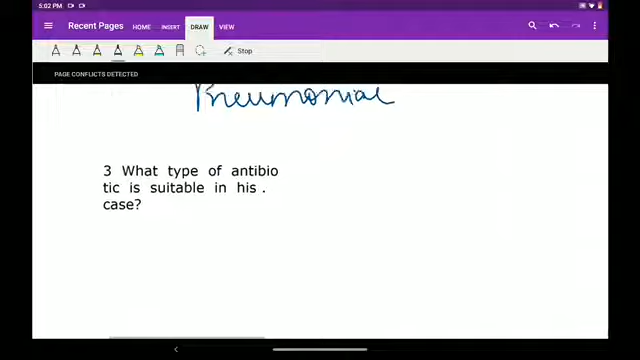 5:02 PM
Recent Pages HOME INSERT DRAW VIEW
Stop
PAGE CONFLICTS DETECTED
Pneumoniae
3 What type of antibio
tic is suitable in his .
case?